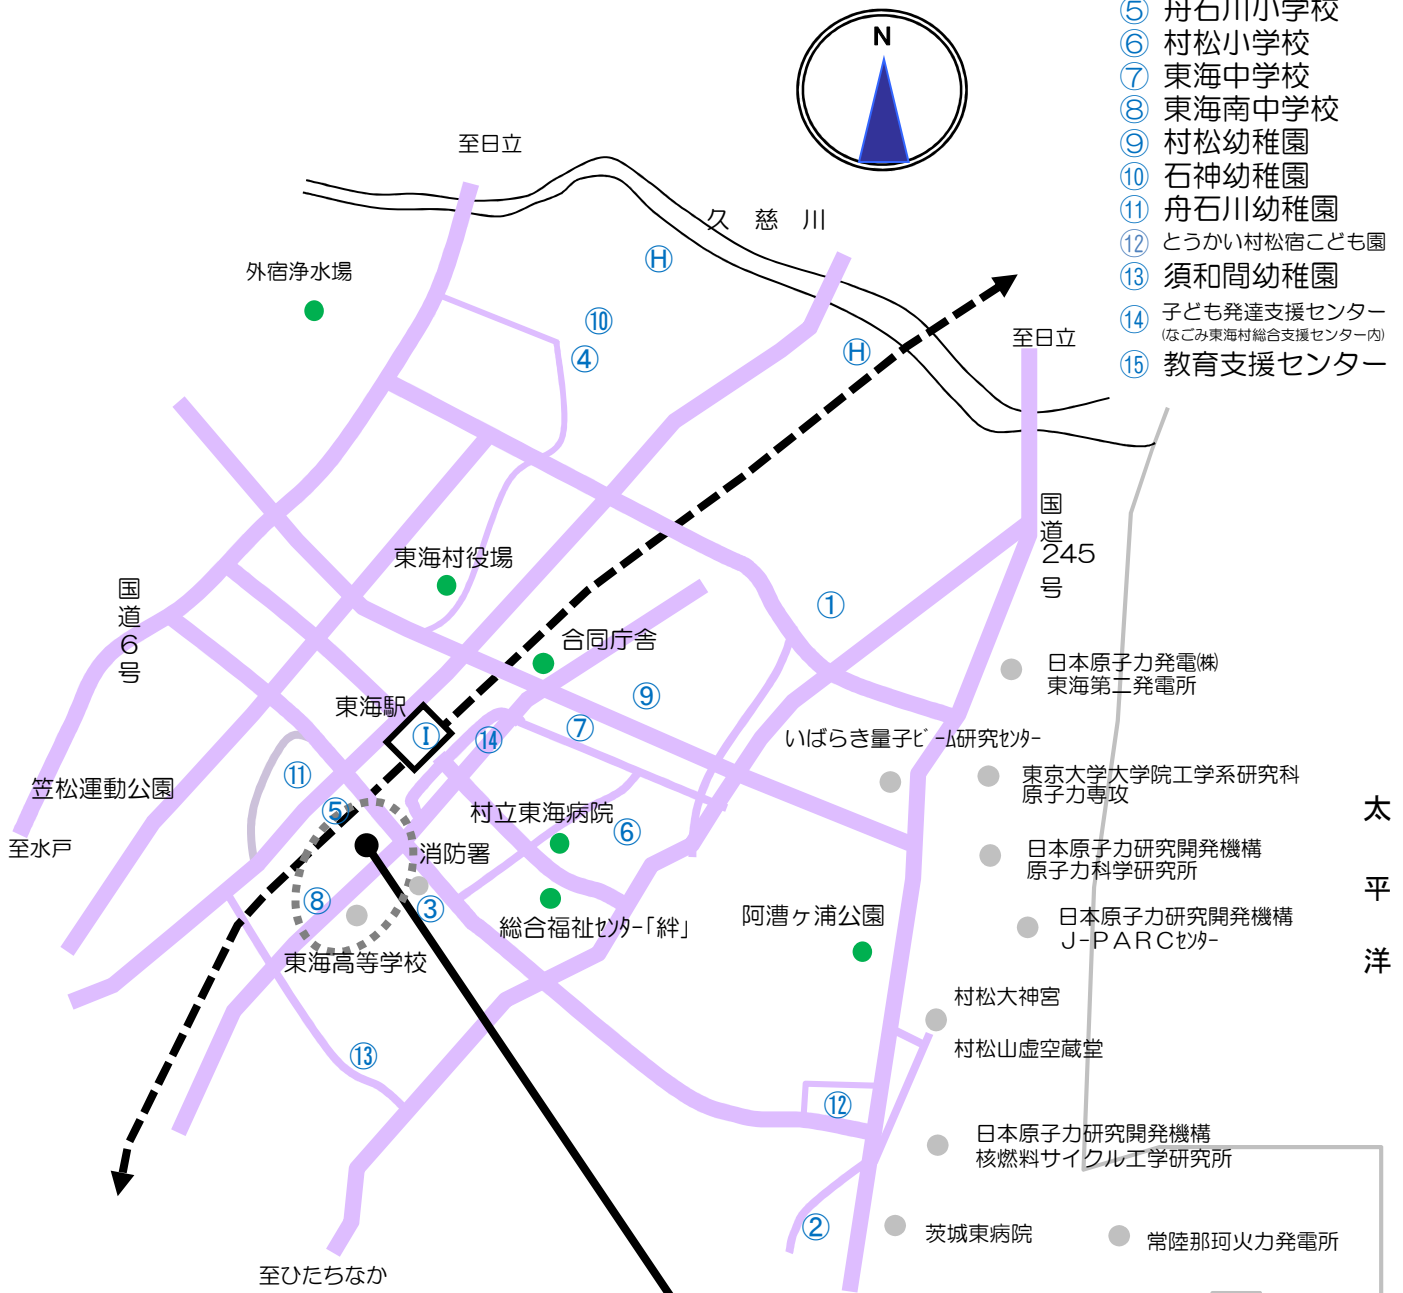 ⑤ 舟石川小学校
⑥ 村松小学校
⑦ 東海中学校
⑧ 東海南中学校
⑨ 村松幼稚園
⑩ 石神幼稚園
⑪ 舟石川幼稚園
⑫ とうかい村松宿こども園
⑬ 須和間幼稚園
⑭ 子ども発達支援センター
(なごみ東海村総合支援センター内)
⑮ 教育支援センター
N
至日立
久慈川
Ⓗ
外宿浄水場
⑩
④
Ⓗ
至日立
国道245号
東海村役場
国道6号
①
合同庁舎
日本原子力発電㈱
東海第二発電所
⑨
東海駅
Ⓘ
⑭
⑦
いばらき量子ビーム研究センター
⑪
笠松運動公園
東京大学大学院工学系研究科
原子力専攻
太平洋
⑤
村立東海病院
⑥
至水戸
消防署
日本原子力研究開発機構
原子力科学研究所
⑧
③
総合福祉センター「絆」
阿漕ヶ浦公園
日本原子力研究開発機構
J-PARCセンター
東海高等学校
村松大神宮
村松山虚空蔵堂
⑬
⑫
日本原子力研究開発機構
核燃料サイクル工学研究所
②
茨城東病院
常陸那珂火力発電所
至ひたちなか